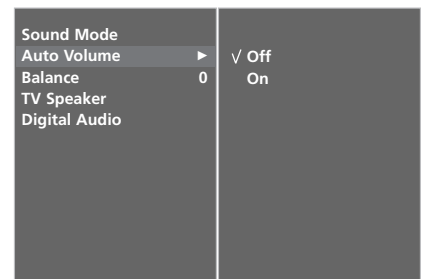 Sound Mode
Auto Volume ►
Balance 0
TV Speaker
Digital Audio
√ Off
On